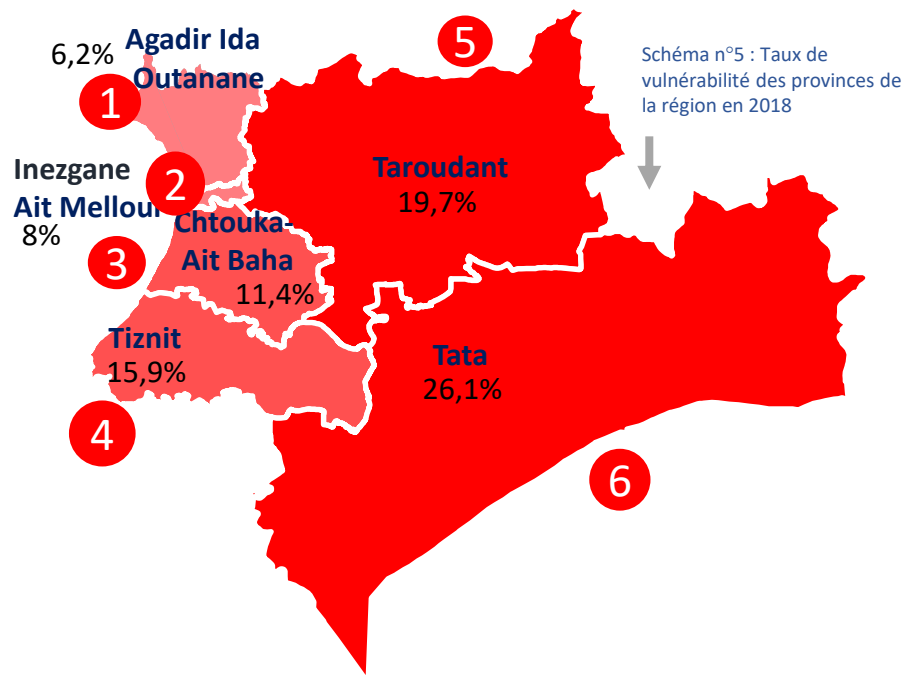 Agadir Ida
Outanane
6,2%
1
5
Schéma n°5 : Taux de
vulnérabilité des provinces de
la région en 2018
Inezgane
Ait Melloul
8%
2
Taroudant
19,7%
Chtouka-
Ait Baha
11,4%
3
Tiznit
15,9%
4
Tata
26,1%
6